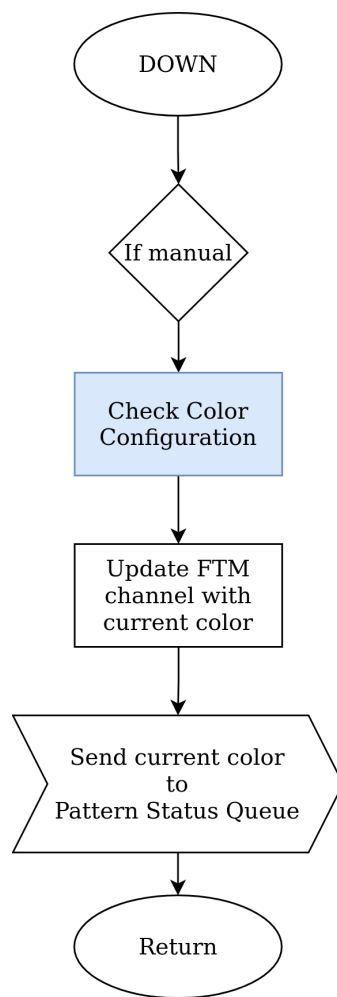 DOWN
If manual
Check Color
Configuration
Update FTM
channel with
current color
Send current color
to
Pattern Status Queue
Return